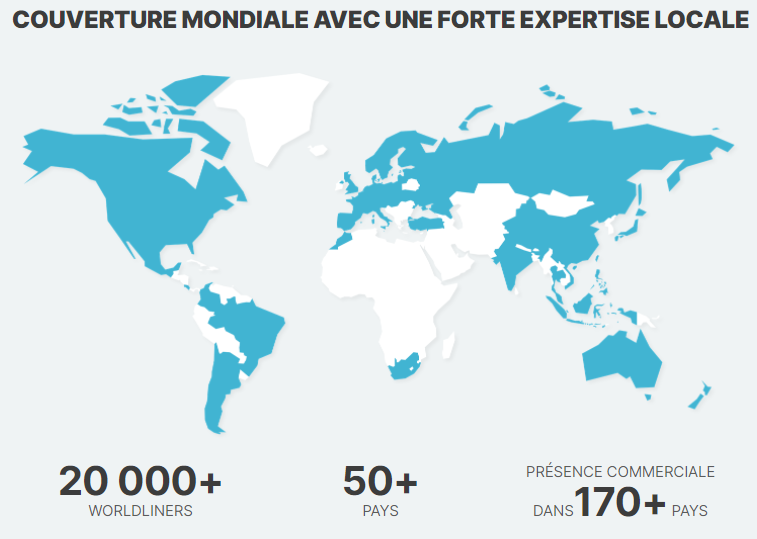 COUVERTURE MONDIALE AVEC UNE FORTE EXPERTISE LOCALE
20 000+
WORLDLINERS
50+
PAYS
PRÉSENCE COMMERCIALE
DANS 170+ PAYS